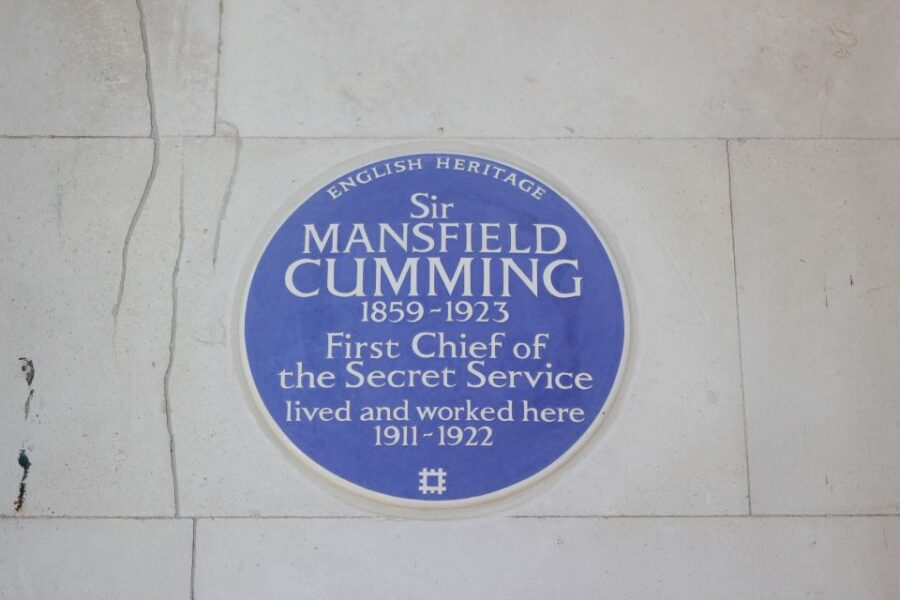 ENGLISH HERITAGE
Sir
MANSFIELD
CUMMING
1859-1923
First Chief of
the Secret Service
lived and worked here
1911-1922